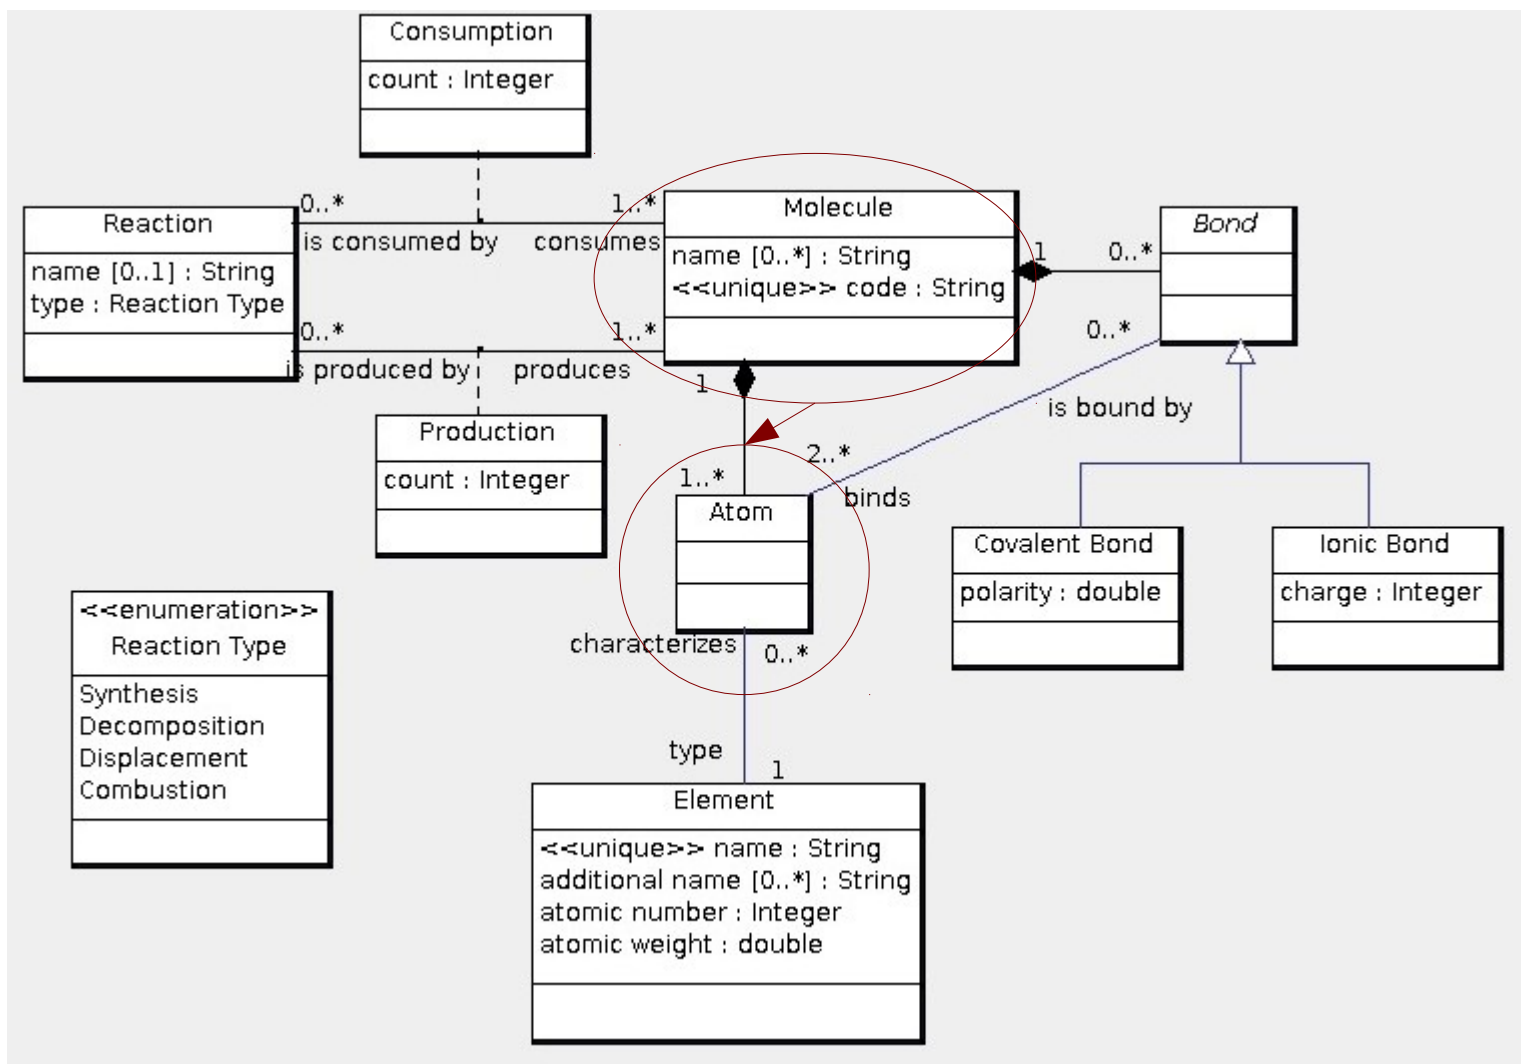 Consumption
count : Integer
Reaction
name [0..1] : String
type : Reaction Type
0..*
1..*
is consumed by
consumes
0..*
1..*
is produced by
produces
Molecule
name [0..*] : String
<<unique>> code : String
1
0..*
Bond
0..*
is bound by
1
1..*
2..*
binds
Production
count : Integer
Atom
characterizes
0..*
Covalent Bond
polarity : double
Ionic Bond
charge : Integer
<<enumeration>>
Reaction Type
Synthesis
Decomposition
Displacement
Combustion
type
1
Element
<<unique>> name : String
additional name [0..*] : String
atomic number : Integer
atomic weight : double